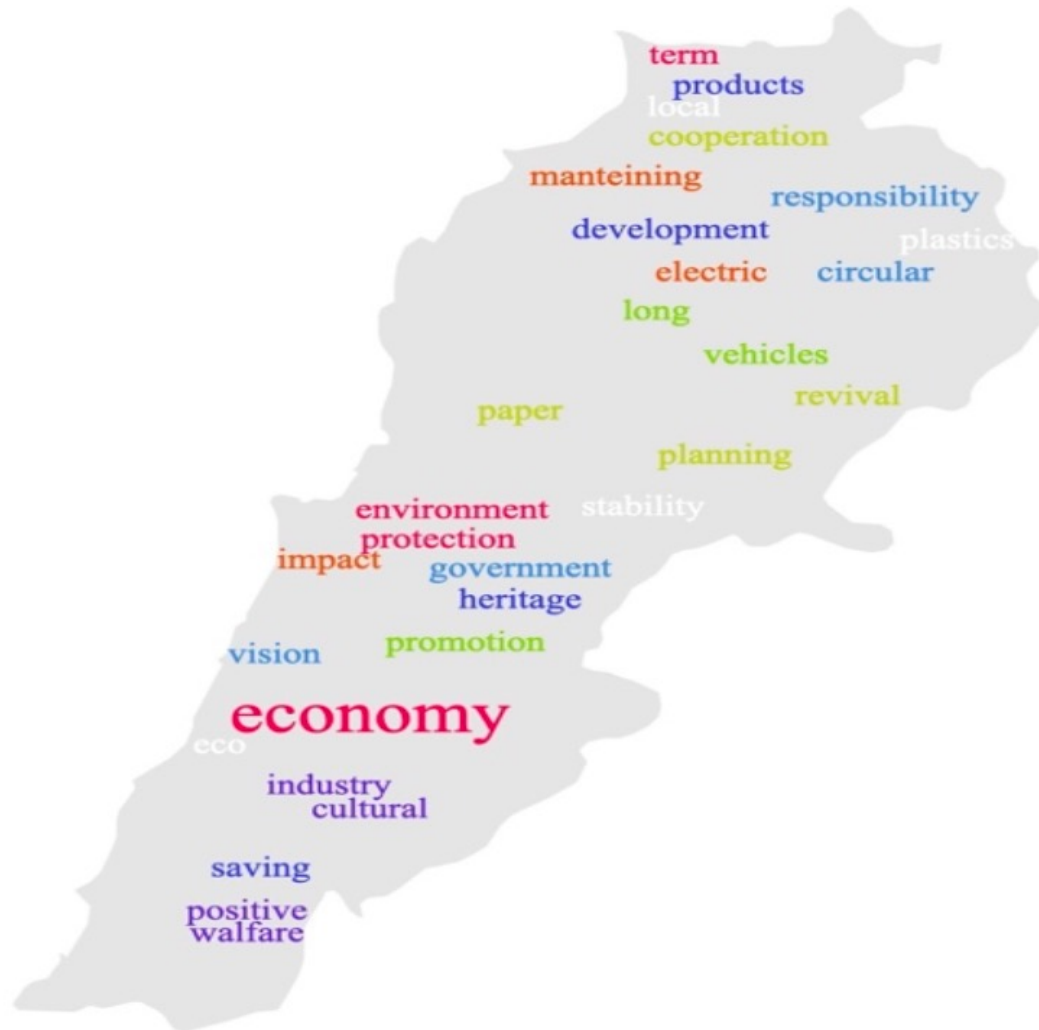 term
products
local
cooperation
manteining
responsibility
development
plastics
electric
circular
long
vehicles
revival
paper
planning
stability
environment
protection
impact
government
heritage
promotion
vision
economy
eco
industry
cultural
saving
positive
walfare